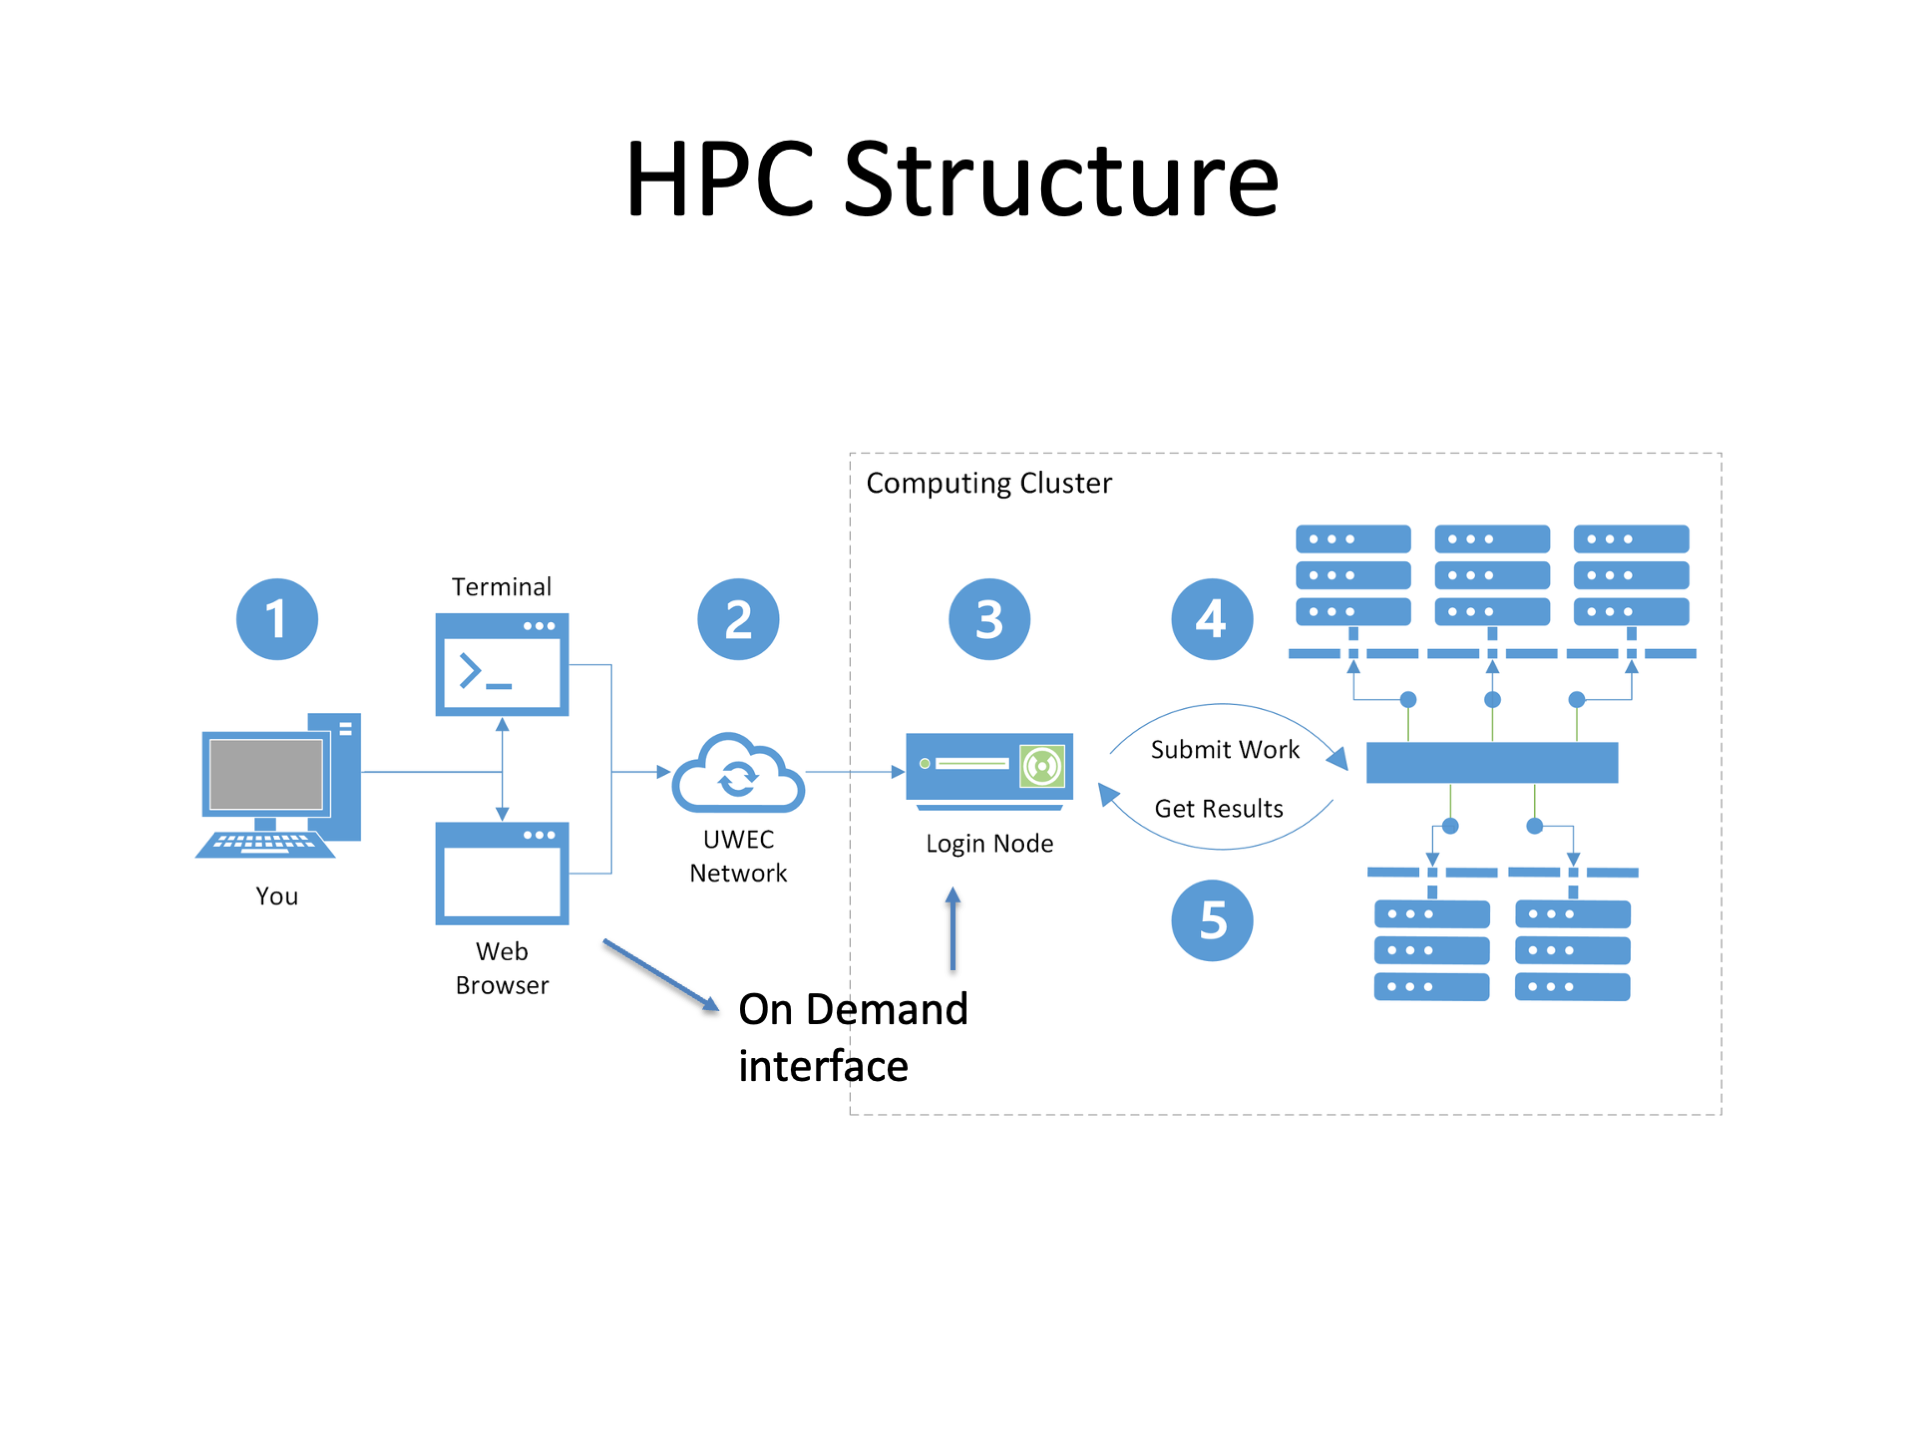 HPC Structure
Computing Cluster
1
Terminal
>_
2
3
4
Submit Work
Get Results
You
UWEC
Network
Login Node
5
Web
Browser
On Demand
interface